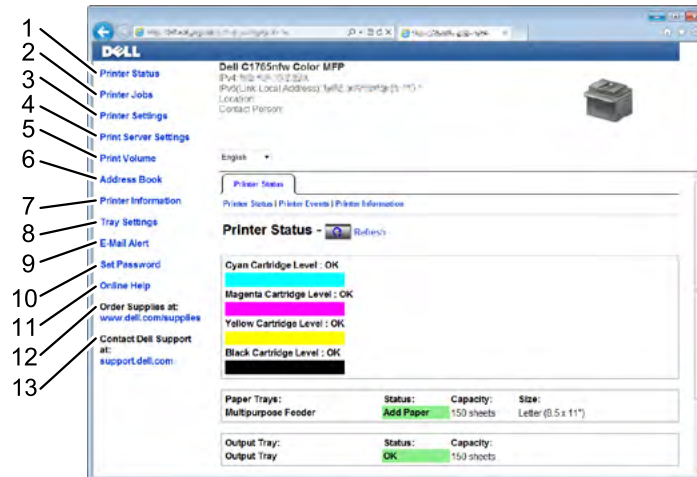 DELL
1 Printer Status
2 Printer Jobs
3 Printer Settings
4 Print Server Settings
5 Print Volume
6 Address Book
7 Printer Information
8 Tray Settings
9 E-Mail Alert
10 Set Password
11 Online Help
12 Order Supplies at:
www.dell.com/supplies
13 Contact Dell Support
at:
support.dell.com
Dell C1765nfw Color MFP
IPv4:
IPv6(Link Local Address):
Location:
Contact Person:
English
Printer Status
Printer Status | Printer Events | Printer Information
Printer Status - Refresh
Cyan Cartridge Level : OK
Magenta Cartridge Level : OK
Yellow Cartridge Level : OK
Black Cartridge Level : OK
Paper Trays: Status: Capacity: Size:
Multipurpose Feeder Add Paper 150 sheets Letter (8.5 x 11")
Output Tray: Status: Capacity:
Output Tray OK 150 sheets